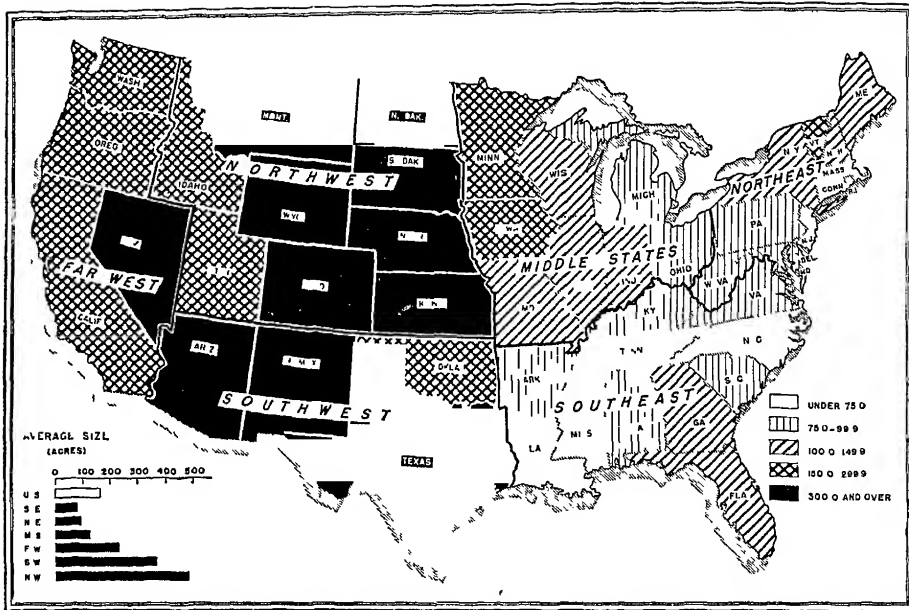 WASH
MONT.
N. DAK.
ME
OREG
S. DAK
MINN
N Y
VT
N H
WIS
MASS
IDAHO
NORTHWEST
CONN
R I
WYO
MICH
NORTHEAST
PA
N J
OHIO
DEL
MD
MIDDLE STATES
IND
W VA
VA
FAR WEST
CALIF
MO
KY
ARIZ
N. MEX
OKLA
ARK
N C
S C
SOUTHWEST
SOUTHEAST
GA
TEXAS
LA
FLA
UNDER 75 0
75 0-99 9
100 0 149 9
150 0 299 9
300 0 AND OVER
AVERAGE SIZE
(ACRES)
0 100 200 300 400 500
U S
S E
N E
M S
F W
S W
N W